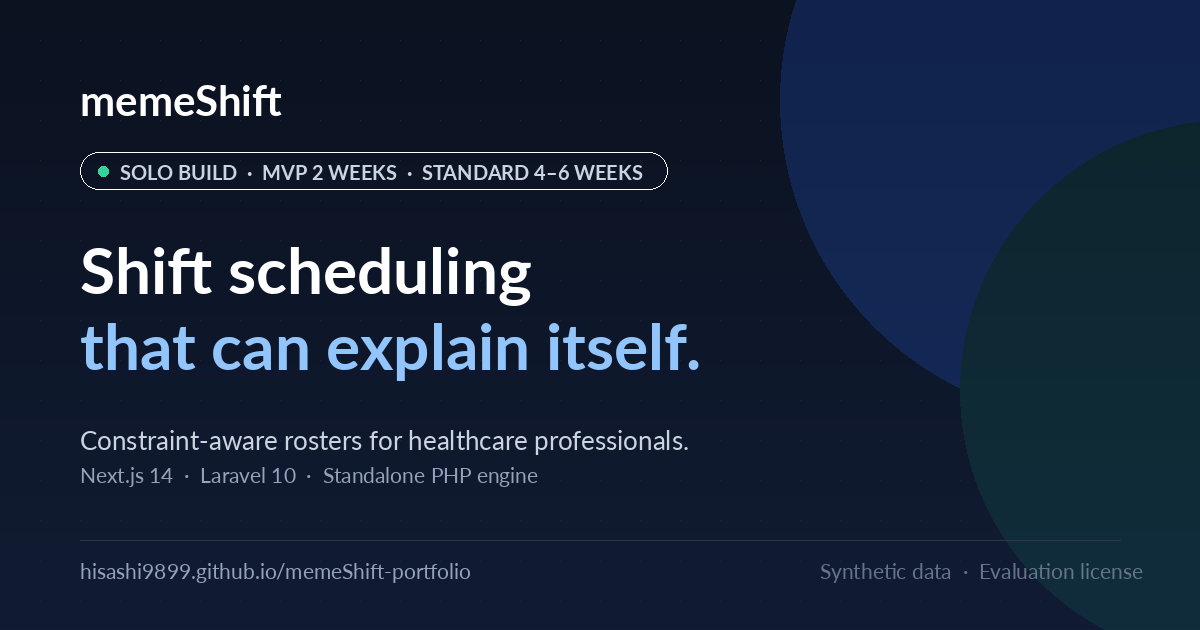 memeShift
SOLO BUILD · MVP 2 WEEKS · STANDARD 4–6 WEEKS
Shift scheduling
that can explain itself.
Constraint-aware rosters for healthcare professionals.
Next.js 14 · Laravel 10 · Standalone PHP engine
hisashi9899.github.io/memeShift-portfolio
Synthetic data · Evaluation license